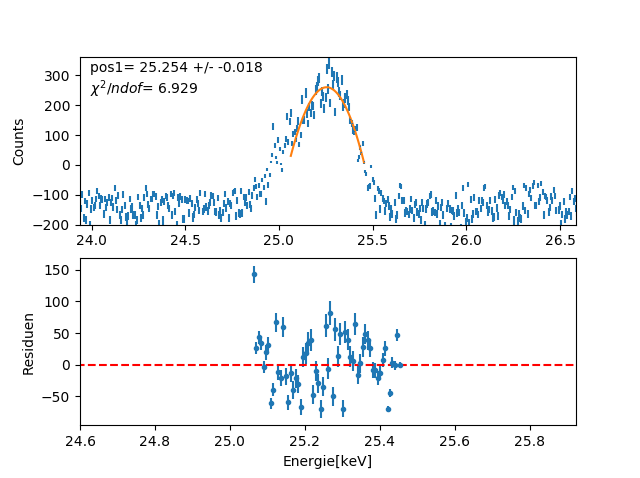 pos1= 25.254 +/- -0.018
χ²/ndof= 6.929
300
200
100
0
−100
−200
Counts
24.0 24.5 25.0 25.5 26.0 26.5
150
100
50
0
−50
Residuen
24.6 24.8 25.0 25.2 25.4 25.6 25.8
Energie[keV]